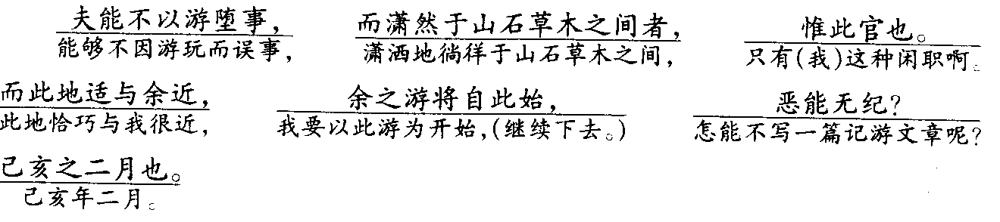 夫能不以游堕事， 而潇然于山石草木之间者， 惟此官也。
能够不因游玩而误事， 潇洒地徜徉于山石草木之间， 只有(我)这种闲职啊。
而此地适与余近， 余之游将自此始， 恶能无纪？
此地恰巧与我很近， 我要以此游为开始，(继续下去。) 怎能不写一篇记游文章呢？
己亥之二月也。
己亥年二月。